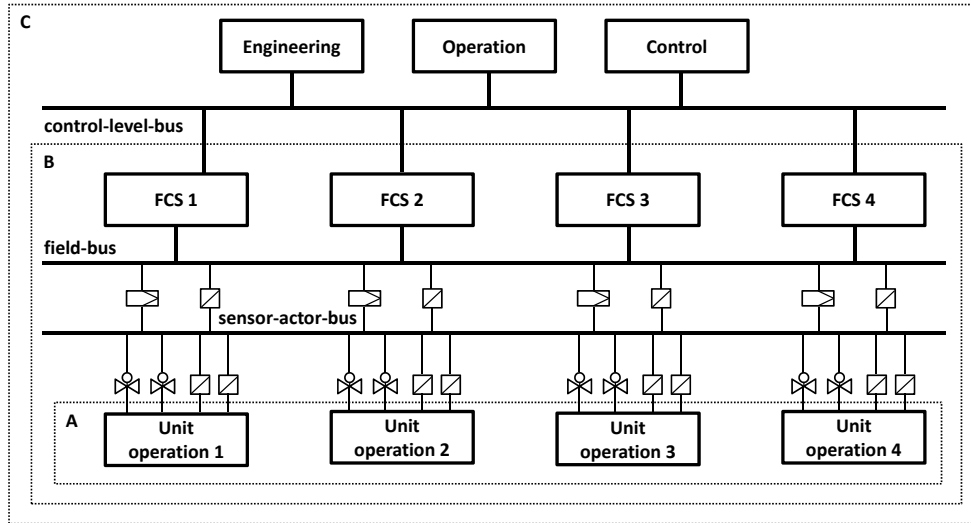 C
Engineering
Operation
Control
control-level-bus
B
FCS 1
FCS 2
FCS 3
FCS 4
field-bus
sensor-actor-bus
A
Unit
operation 1
Unit
operation 2
Unit
operation 3
Unit
operation 4